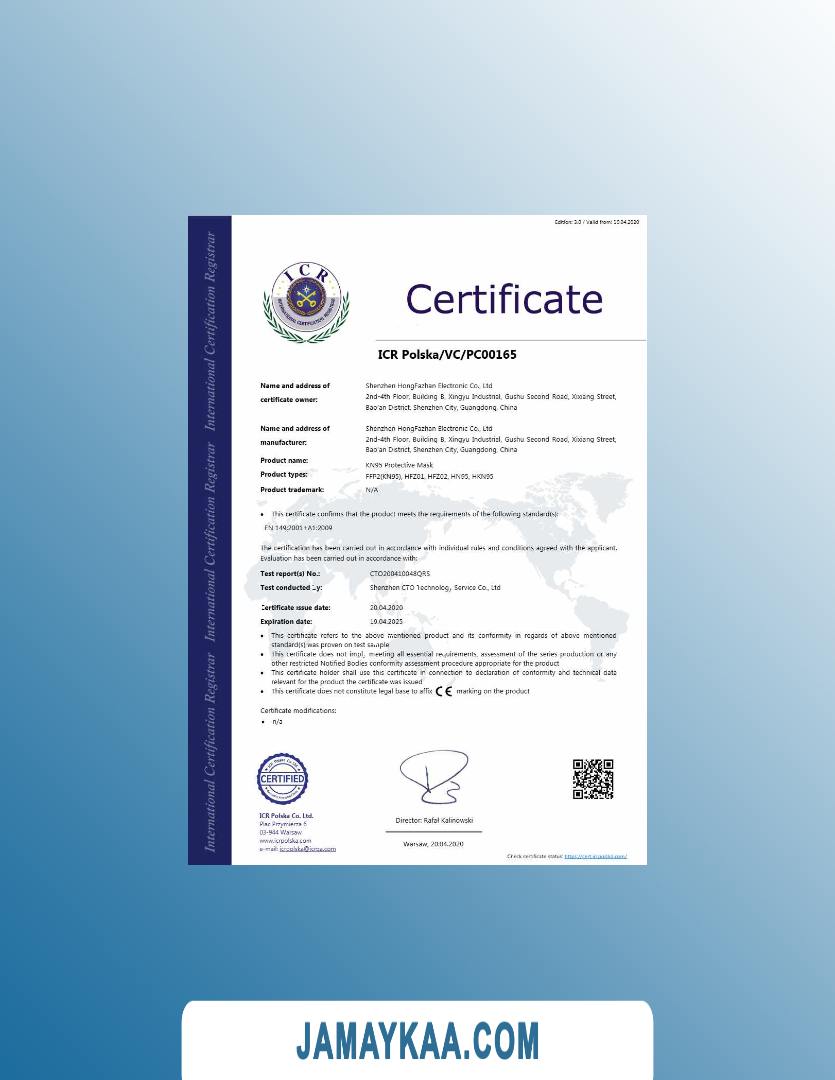 Edition: 3.0 / Valid from: 10.04.2020
International Certification Registrar International Certification Registrar International Certification Registrar
ICR
INTERNATIONAL CERTIFICATION REGISTRAR
Certificate
ICR Polska/VC/PC00165
Name and address of certificate owner:
Shenzhen HongFazhan Electronic Co., Ltd
2nd-4th Floor, Building B, Xingyu Industrial, Gushu Second Road, Xixiang Street,
Bao'an District, Shenzhen City, Guangdong, China
Name and address of manufacturer:
Shenzhen HongFazhan Electronic Co., Ltd
2nd-4th Floor, Building B, Xingyu Industrial, Gushu Second Road, Xixiang Street,
Bao'an District, Shenzhen City, Guangdong, China
Product name: KN95 Protective Mask
Product types: FFP2(KN95), HFZ01, HFZ02, HN95, HKN95
Product trademark: N/A
• This certificate confirms that the product meets the requirements of the following standard(s):
EN 149:2001+A1:2009
The certification has been carried out in accordance with individual rules and conditions agreed with the applicant.
Evaluation has been carried out in accordance with:
Test report(s) No.: CTO200410048QRS
Test conducted by: Shenzhen CTO Technology Service Co., Ltd
Certificate issue date: 20.04.2020
Expiration date: 19.04.2025
• This certificate refers to the above mentioned product and its conformity in regards of above mentioned
standard(s) was proven on test sample
• This certificate does not imply meeting all essential requirements, assessment of the series production or any
other restricted Notified Bodies conformity assessment procedure appropriate for the product
• This certificate holder shall use this certificate in connection to declaration of conformity and technical data
relevant for the product the certificate was issued
• This certificate does not constitute legal base to affix CE marking on the product
Certificate modifications:
• n/a
CERTIFIED
ICR Polska Co. Ltd.
Plac Przymierza 6
03-944 Warsaw
www.icrpolska.com
e-mail: icrpolska@icrqa.com
Director: Rafał Kalinowski
Warsaw, 20.04.2020
Check certificate status: https://cert.icrpolska.com/
JAMAYKAA.COM